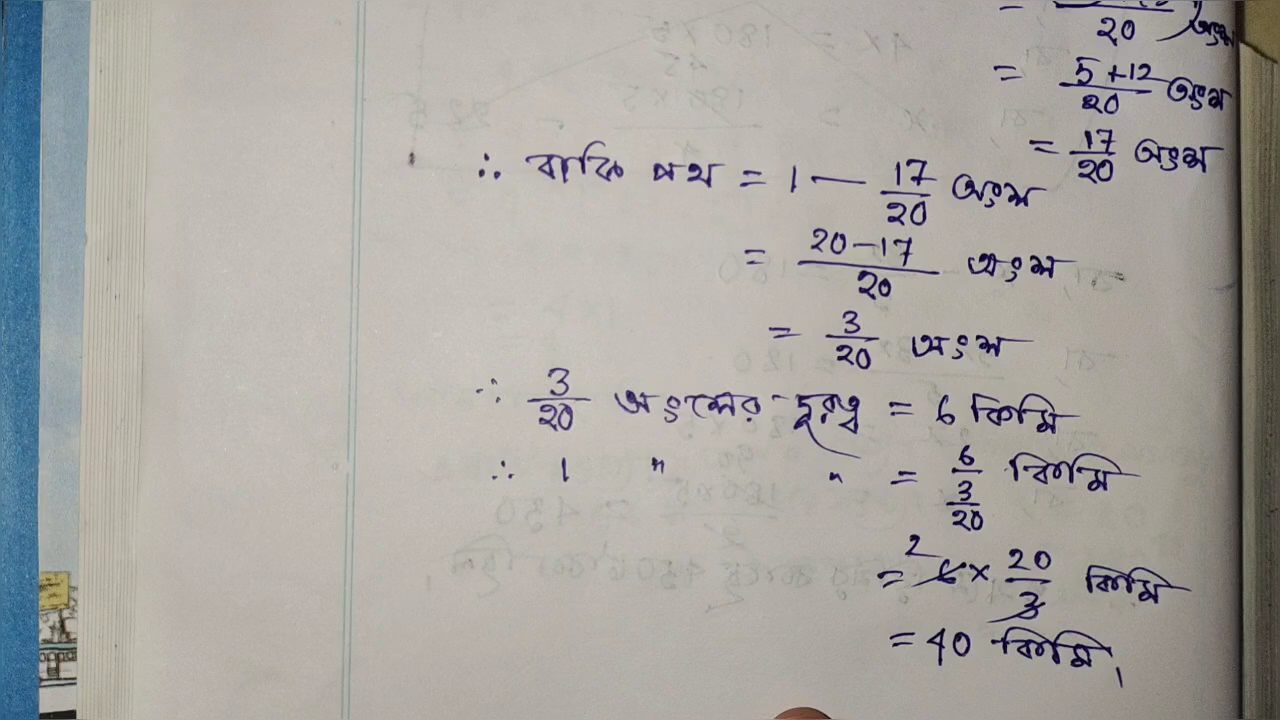 = 20 অংশ
= 5+12/20 অংশ
= 17/20 অংশ
∴ বাকি পথ = 1 — 17/20 অংশ
= 20-17/20 অংশ
= 3/20 অংশ
∴ 3/20 অংশের দূরত্ব = 6 কিমি
∴ 1 " " = 6/3/20 কিমি
= 2 6 × 20/3 কিমি
= 40 কিমি,